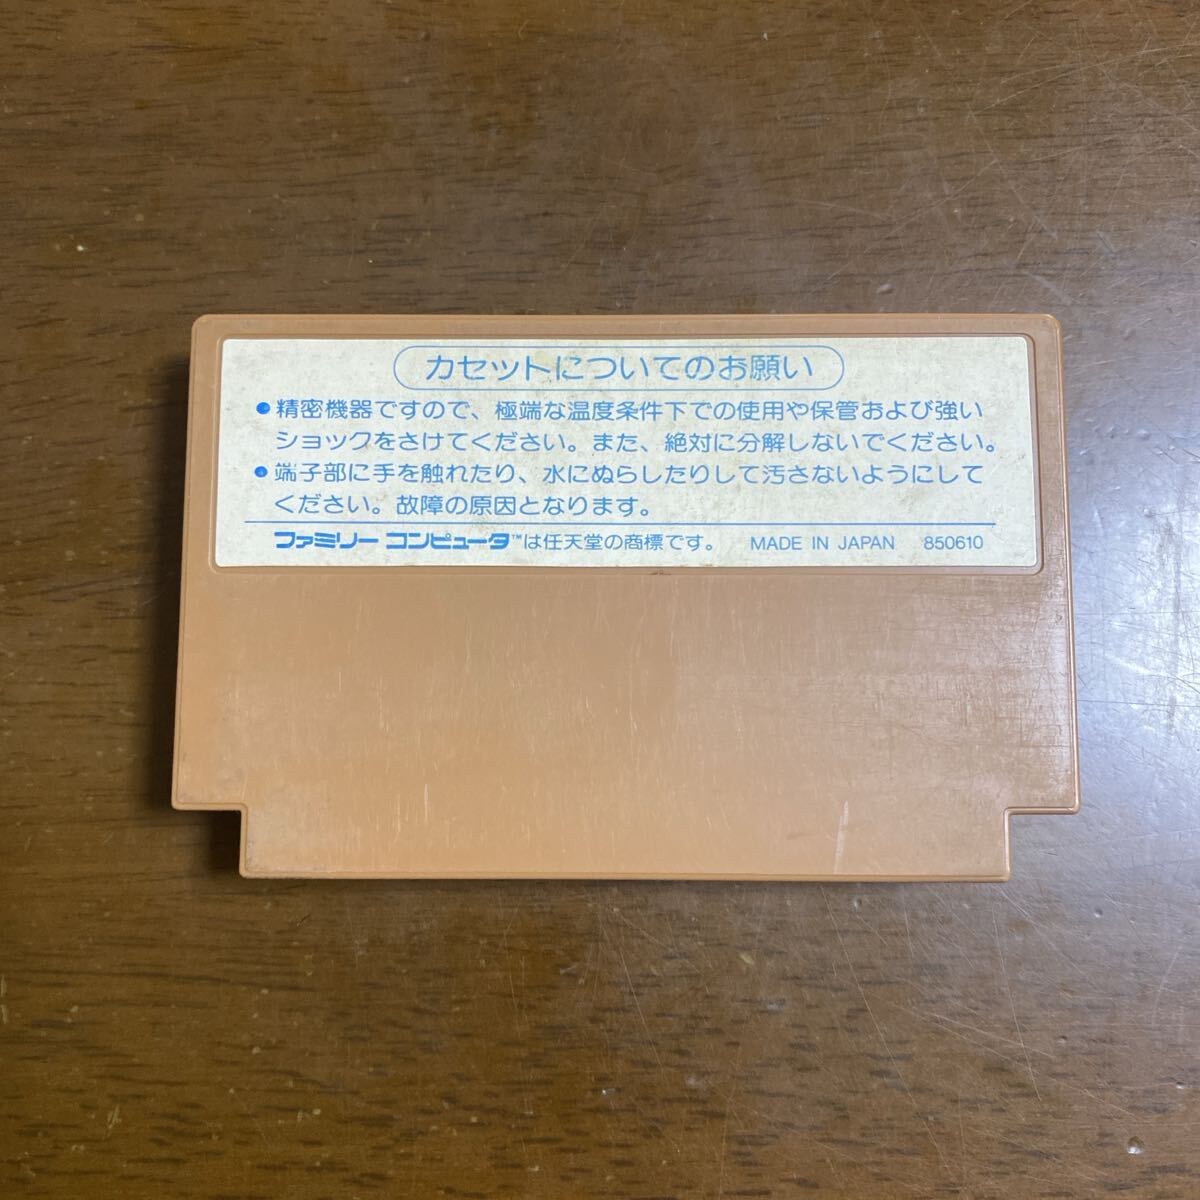 カセットについてのお願い
●精密機器ですので、極端な温度条件下での使用や保管および強い
ショックをさけてください。また、絶対に分解しないでください。
●端子部に手を触れたり、水にぬらしたりして汚さないようにして
ください。故障の原因となります。
ファミリーコンピュータ™は任天堂の商標です。 MADE IN JAPAN 850610